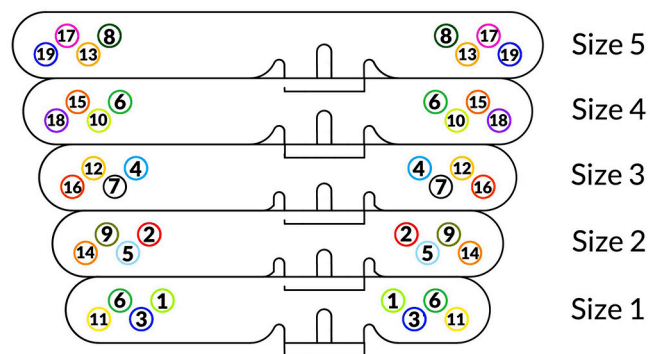 17 8 8 17 Size 5
19 13 13 19
15 6 6 15 Size 4
18 10 10 18
12 4 4 12 Size 3
16 7 7 16
9 2 2 9 Size 2
14 5 5 14
6 1 1 6 Size 1
11 3 3 11